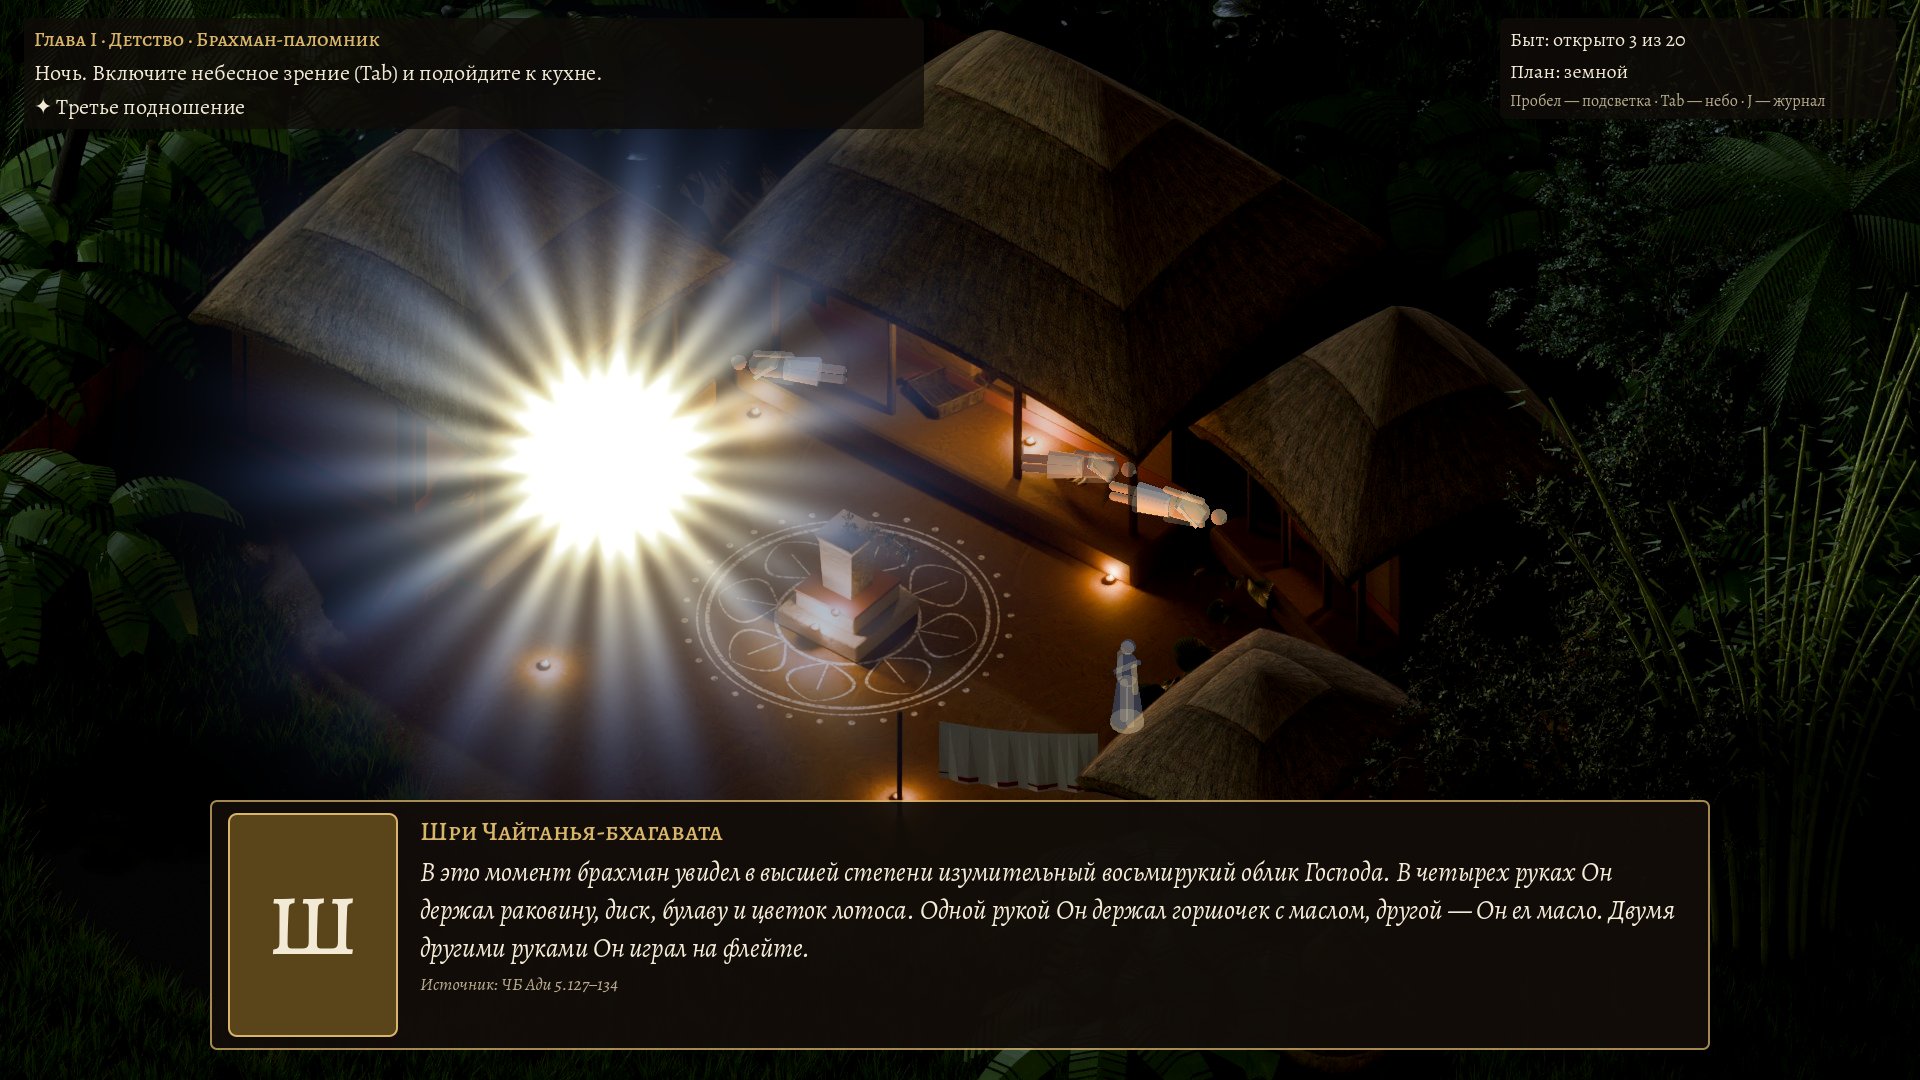 Глава I · Детство · Брахман-паломник
Ночь. Включите небесное зрение (Tab) и подойдите к кухне.
✦ Третье подношение
Быт: открыто 3 из 20
План: земной
Пробел — подсветка · Tab — небо · J — журнал
Ш
Шри Чайтанья-бхагавата
В это момент брахман увидел в высшей степени изумительный восьмирукий облик Господа. В четырех руках Он
держал раковину, диск, булаву и цветок лотоса. Одной рукой Он держал горшочек с маслом, другой — Он ел масло. Двумя
другими руками Он играл на флейте.
Источник: ЧБ Ади 5.127–134